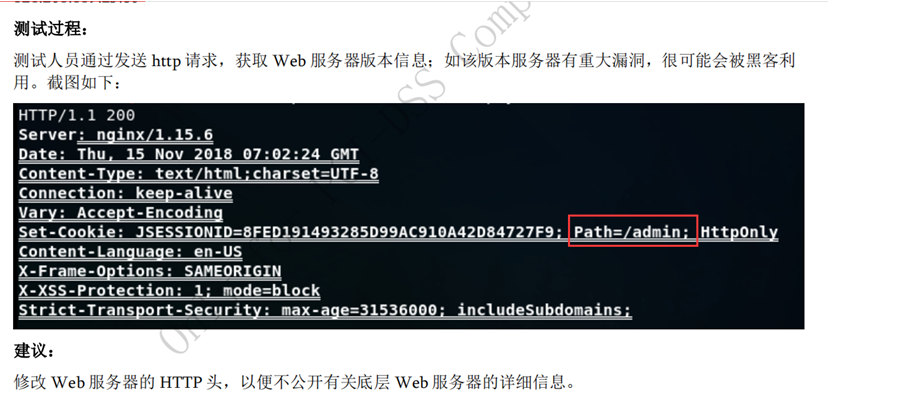 测试过程：
测试人员通过发送 http 请求，获取 Web 服务器版本信息；如该版本服务器有重大漏洞，很可能会被黑客利
用。截图如下：
HTTP/1.1 200
Server: nginx/1.15.6
Date: Thu, 15 Nov 2018 07:02:24 GMT
Content-Type: text/html;charset=UTF-8
Connection: keep-alive
Vary: Accept-Encoding
Set-Cookie: JSESSIONID=8FED191493285D99AC910A42D84727F9; Path=/admin; HttpOnly
Content-Language: en-US
X-Frame-Options: SAMEORIGIN
X-XSS-Protection: 1; mode=block
Strict-Transport-Security: max-age=31536000; includeSubdomains;
建议：
修改 Web 服务器的 HTTP 头，以便不公开有关底层 Web 服务器的详细信息。